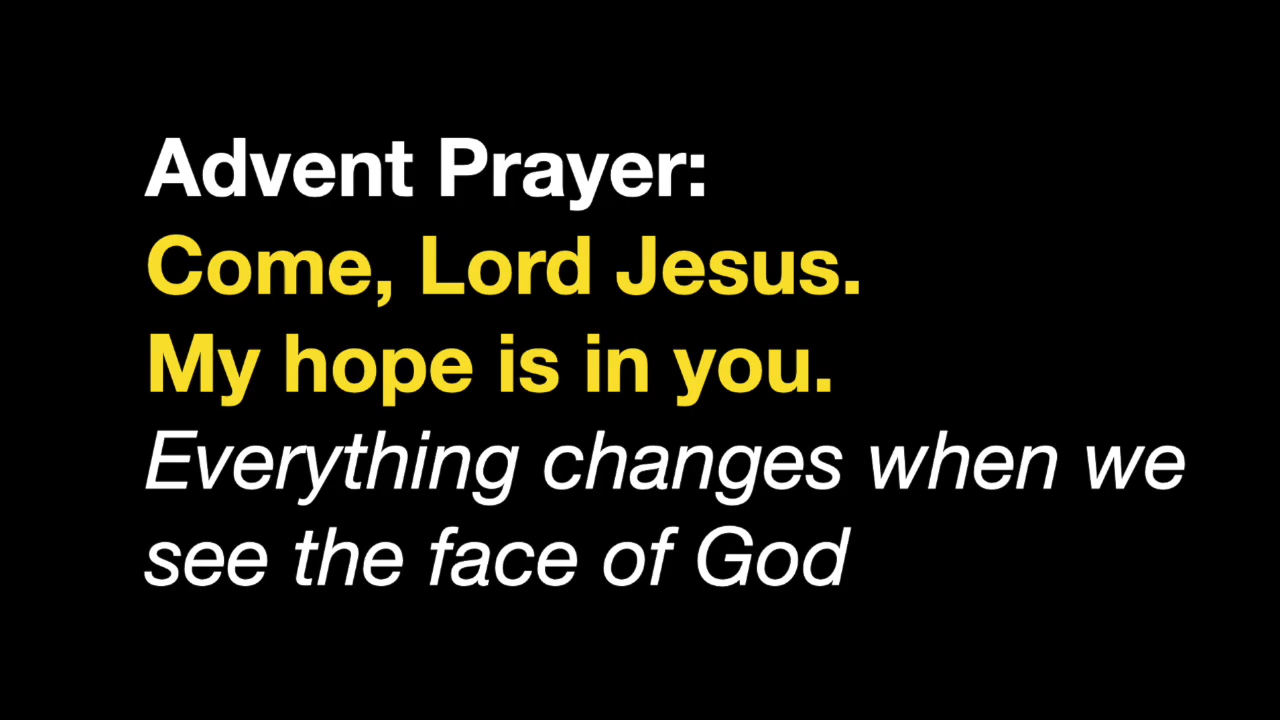 Advent Prayer:
Come, Lord Jesus.
My hope is in you.
Everything changes when we
see the face of God